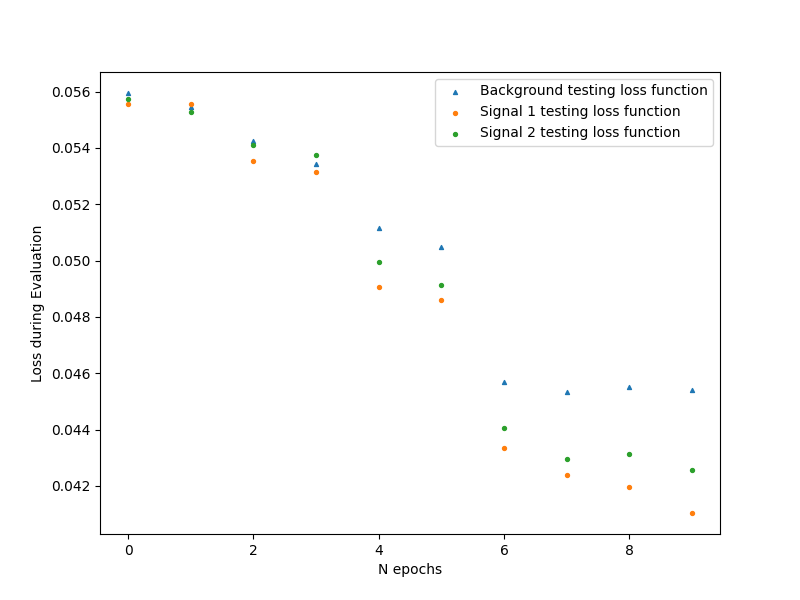 Background testing loss function
Signal 1 testing loss function
Signal 2 testing loss function
0.056
0.054
0.052
0.050
0.048
0.046
0.044
0.042
Loss during Evaluation
0 2 4 6 8
N epochs